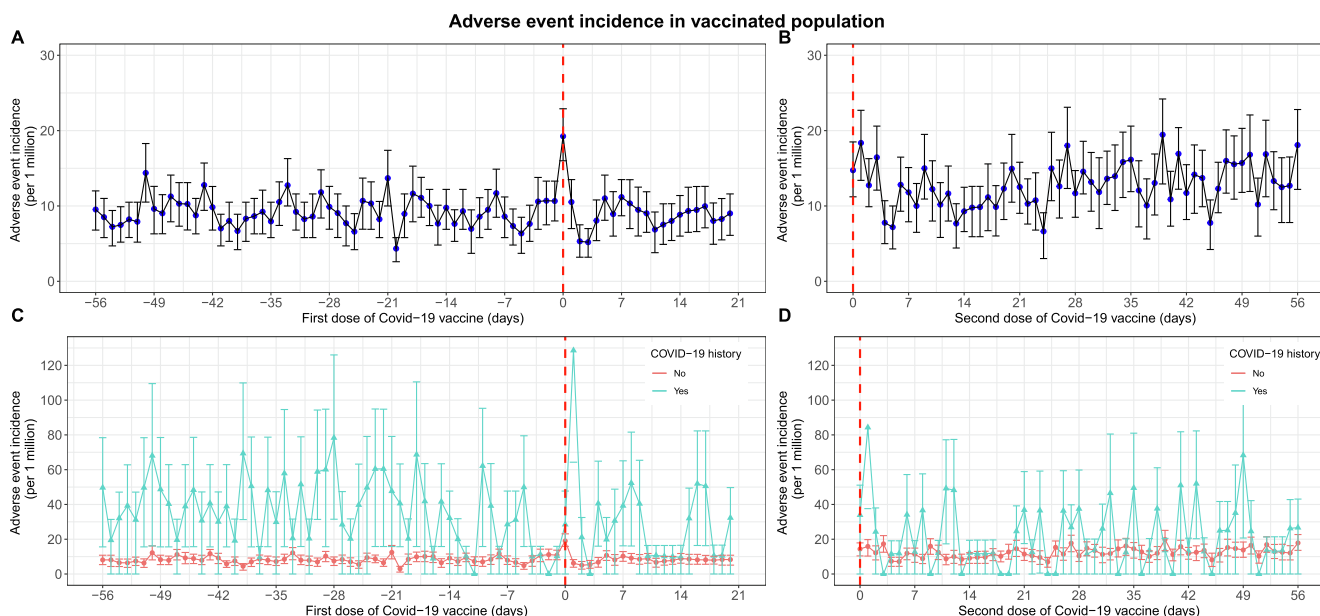 Adverse event incidence in vaccinated population
A
Adverse event incidence
(per 1 million)
30
20
10
0
−56
−49
−42
−35
−28
−21
−14
−7
0
7
14
21
First dose of Covid−19 vaccine (days)
B
Adverse event incidence
(per 1 million)
30
20
10
0
0
7
14
21
28
35
42
49
56
Second dose of Covid−19 vaccine (days)
C
Adverse event incidence
(per 1 million)
120
100
80
60
40
20
0
−56
−49
−42
−35
−28
−21
−14
−7
0
7
14
21
First dose of Covid−19 vaccine (days)
COVID−19 history
No
Yes
D
Adverse event incidence
(per 1 million)
120
100
80
60
40
20
0
0
7
14
21
28
35
42
49
56
Second dose of Covid−19 vaccine (days)
COVID−19 history
No
Yes